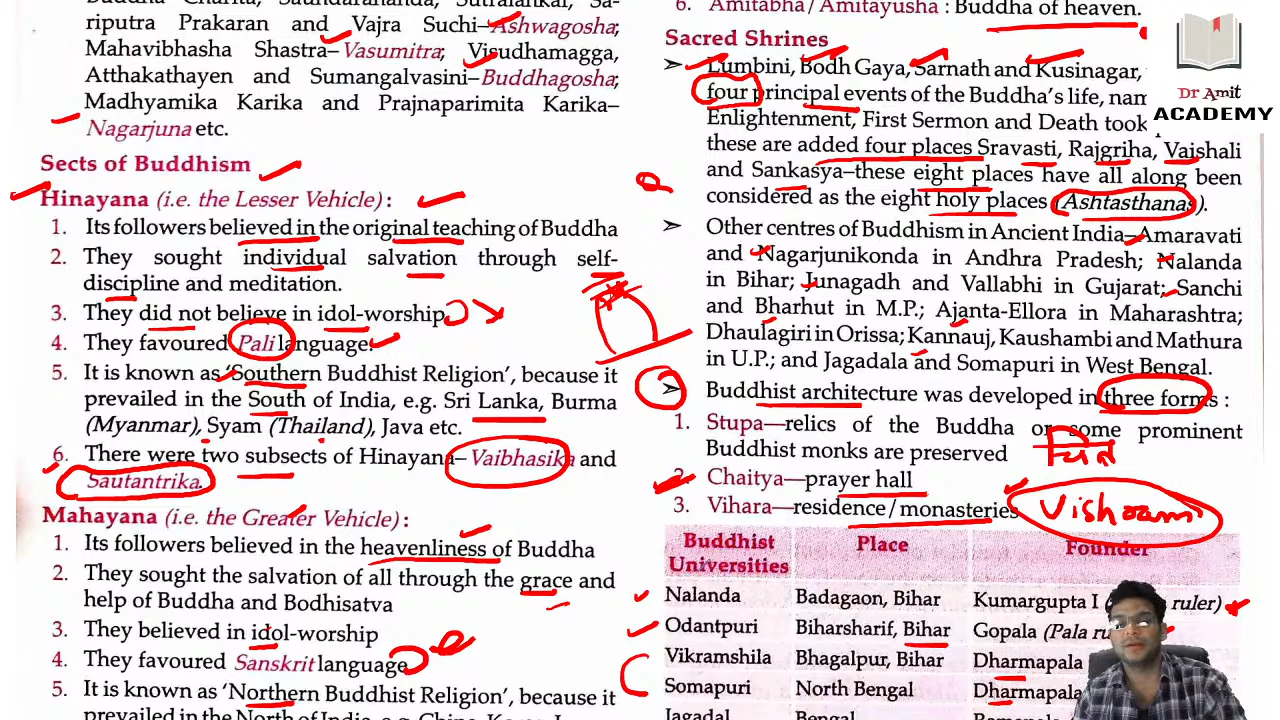 Buddha Charita, Saundarananda, Sutralankar, Sa-
riputra Prakaran and Vajra Suchi–Ashwagosha;
Mahavibhasha Shastra–Vasumitra; Visudhamagga,
Atthakathayen and Sumangalvasini–Buddhagosha;
Madhyamika Karika and Prajnaparimita Karika–
Nagarjuna etc.
Sects of Buddhism
Hinayana (i.e. the Lesser Vehicle) :
1. Its followers believed in the original teaching of Buddha
2. They sought individual salvation through self-
discipline and meditation.
3. They did not believe in idol-worship
4. They favoured Pali language.
5. It is known as 'Southern Buddhist Religion', because it
prevailed in the South of India, e.g. Sri Lanka, Burma
(Myanmar), Syam (Thailand), Java etc.
6. There were two subsects of Hinayana–Vaibhasika and
Sautantrika.
Mahayana (i.e. the Greater Vehicle) :
1. Its followers believed in the heavenliness of Buddha
2. They sought the salvation of all through the grace and
help of Buddha and Bodhisatva
3. They believed in idol-worship
4. They favoured Sanskrit language
5. It is known as 'Northern Buddhist Religion', because it
prevailed in the North of India, e.g. China, Korea,
6. Amitabha/Amitayusha : Buddha of heaven.
Sacred Shrines
➤ Lumbini, Bodh Gaya, Sarnath and Kusinagar,
four principal events of the Buddha's life, nam
Enlightenment, First Sermon and Death took
these are added four places Sravasti, Rajgriha, Vaishali
and Sankasya–these eight places have all along been
considered as the eight holy places (Ashtasthanas).
➤ Other centres of Buddhism in Ancient India–Amaravati
and Nagarjunikonda in Andhra Pradesh; Nalanda
in Bihar; Junagadh and Vallabhi in Gujarat; Sanchi
and Bharhut in M.P.; Ajanta-Ellora in Maharashtra;
Dhaulagiri in Orissa; Kannauj, Kaushambi and Mathura
in U.P.; and Jagadala and Somapuri in West Bengal.
➤ Buddhist architecture was developed in three forms :
1. Stupa—relics of the Buddha or some prominent
Buddhist monks are preserved
2. Chaitya—prayer hall
3. Vihara—residence/monasteries
Vishram
Buddhist Place Founder
Universities
Nalanda Badagaon, Bihar Kumargupta I ( ruler)
Odantpuri Biharsharif, Bihar Gopala (Pala ru
Vikramshila Bhagalpur, Bihar Dharmapala
Somapuri North Bengal Dharmapala
Jagadal Bengal
Dr Amit
ACADEMY